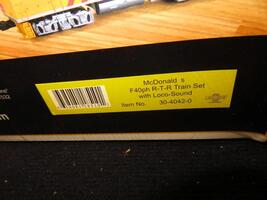 McDonald s
F40ph R-T-R Train Set
with Loco-Sound
Item No. 30-4042-0